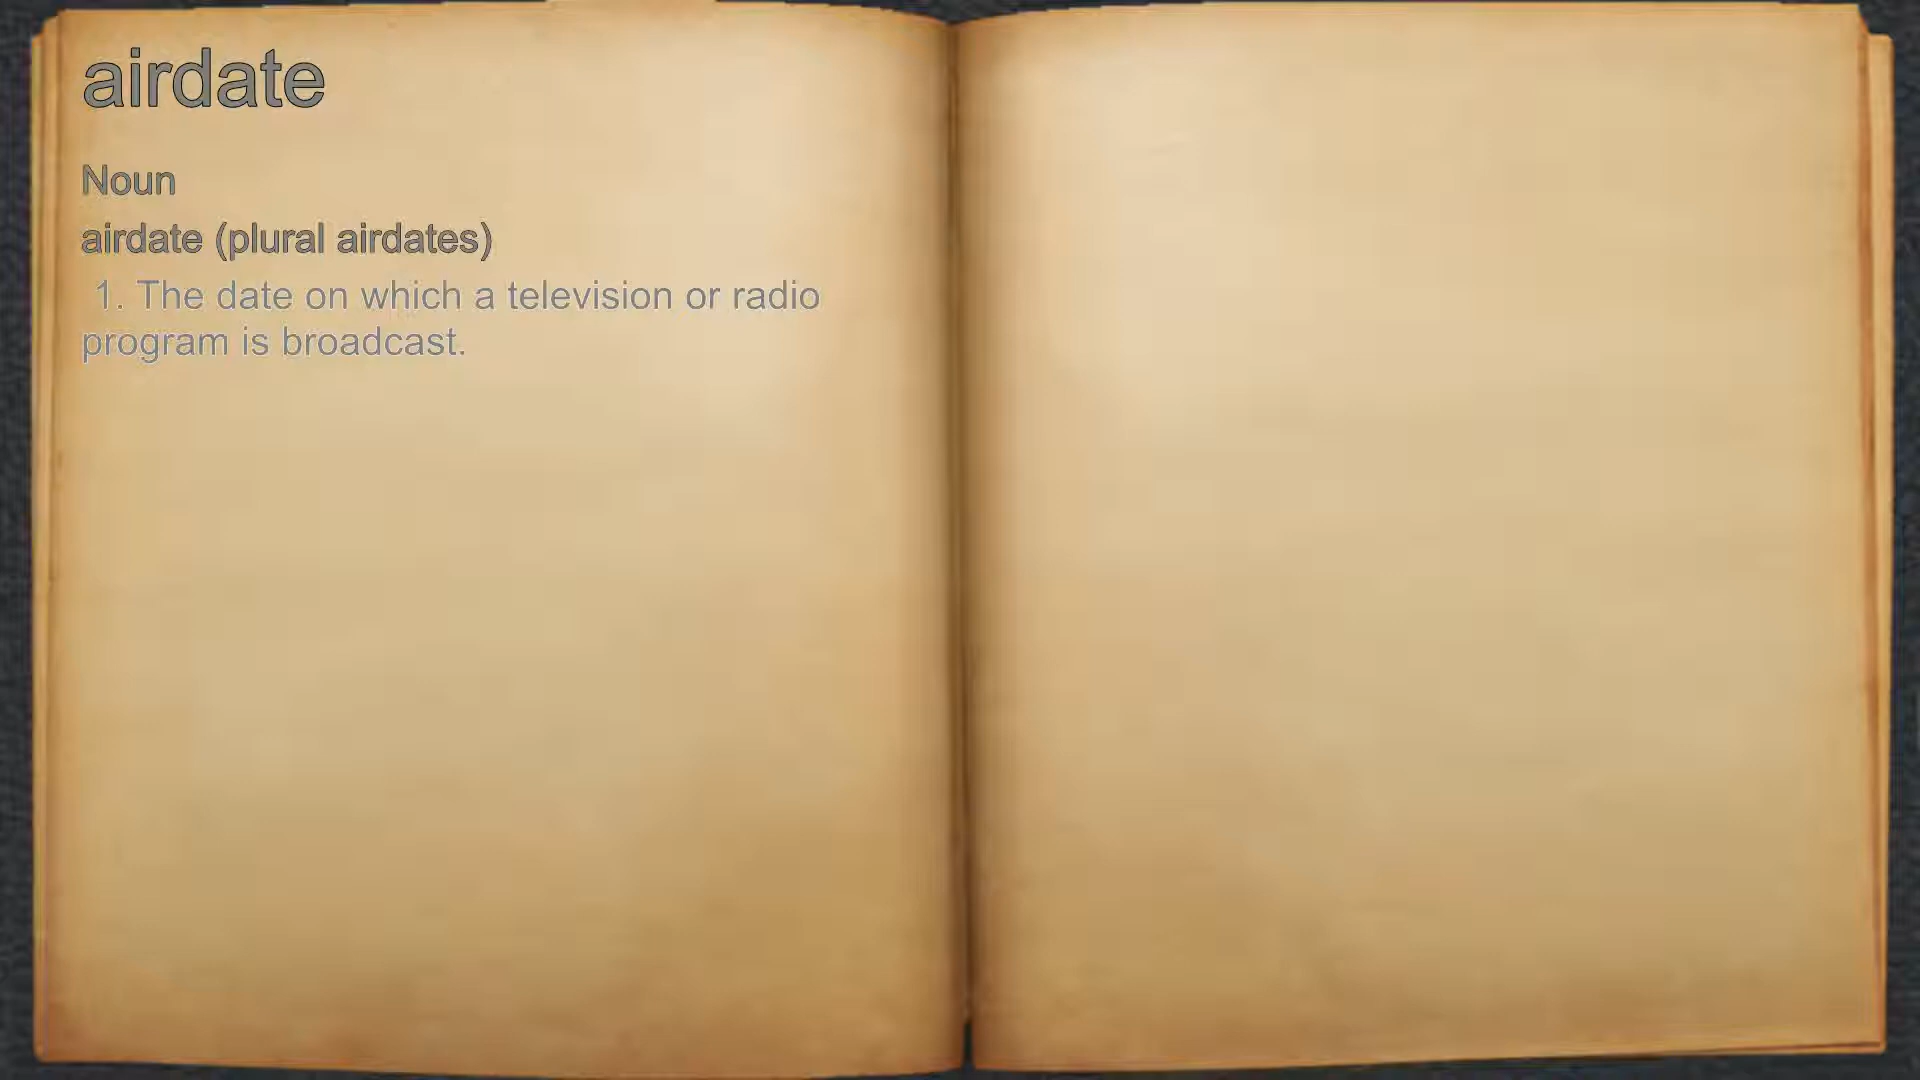 airdate
Noun
airdate (plural airdates)
1. The date on which a television or radio
program is broadcast.